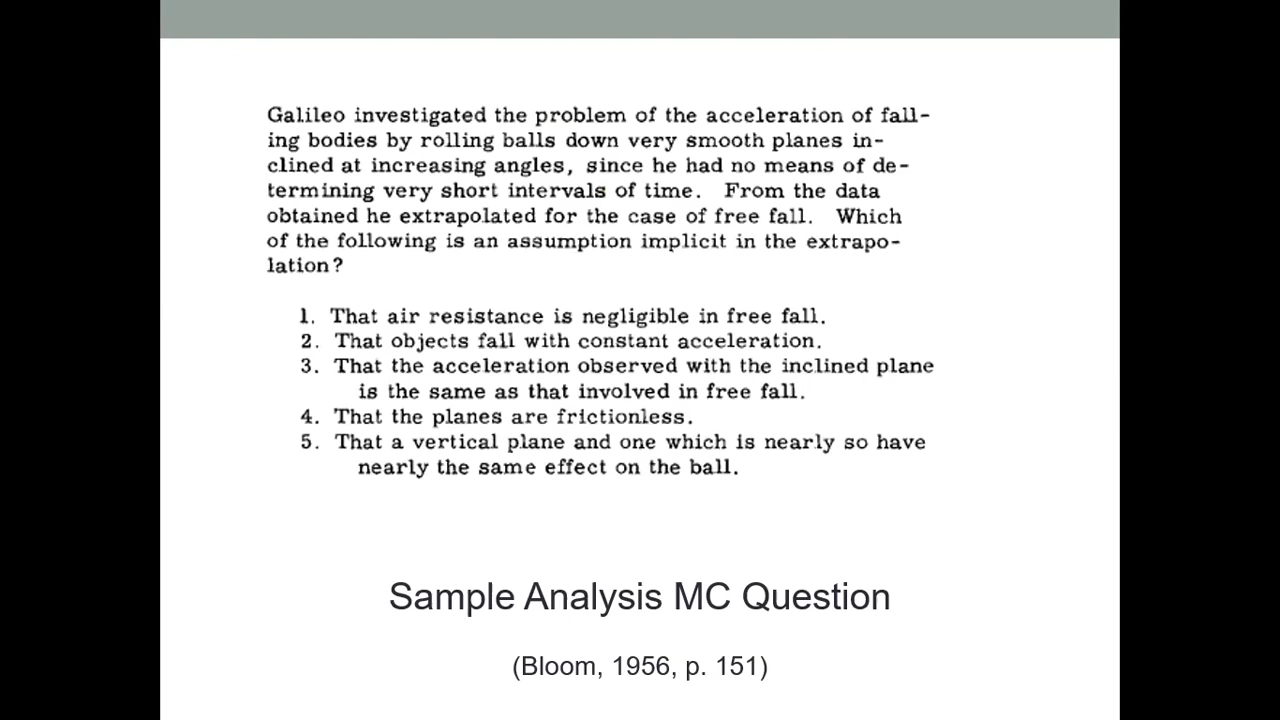 Galileo investigated the problem of the acceleration of fall-
ing bodies by rolling balls down very smooth planes in-
clined at increasing angles, since he had no means of de-
termining very short intervals of time. From the data
obtained he extrapolated for the case of free fall. Which
of the following is an assumption implicit in the extrapo-
lation?
1. That air resistance is negligible in free fall.
2. That objects fall with constant acceleration.
3. That the acceleration observed with the inclined plane
is the same as that involved in free fall.
4. That the planes are frictionless.
5. That a vertical plane and one which is nearly so have
nearly the same effect on the ball.
Sample Analysis MC Question
(Bloom, 1956, p. 151)